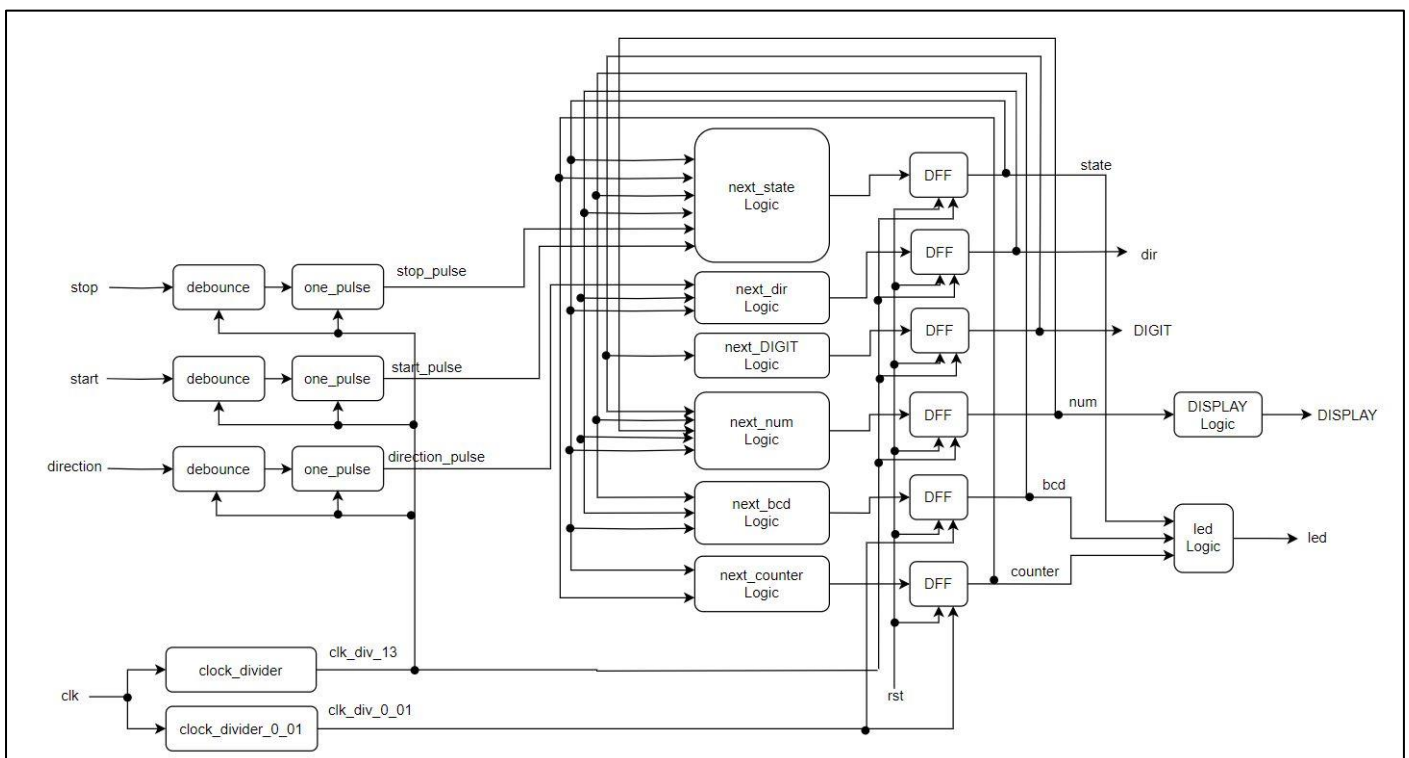 next_state
Logic
DFF
state
stop
debounce
one_pulse
stop_pulse
next_dir
Logic
DFF
dir
next_DIGIT
Logic
DFF
DIGIT
start
debounce
one_pulse
start_pulse
next_num
Logic
DFF
num
DISPLAY
Logic
DISPLAY
direction
debounce
one_pulse
direction_pulse
next_bcd
Logic
DFF
bcd
led
Logic
led
next_counter
Logic
DFF
counter
clk
clock_divider
clk_div_13
rst
clock_divider_0_01
clk_div_0_01